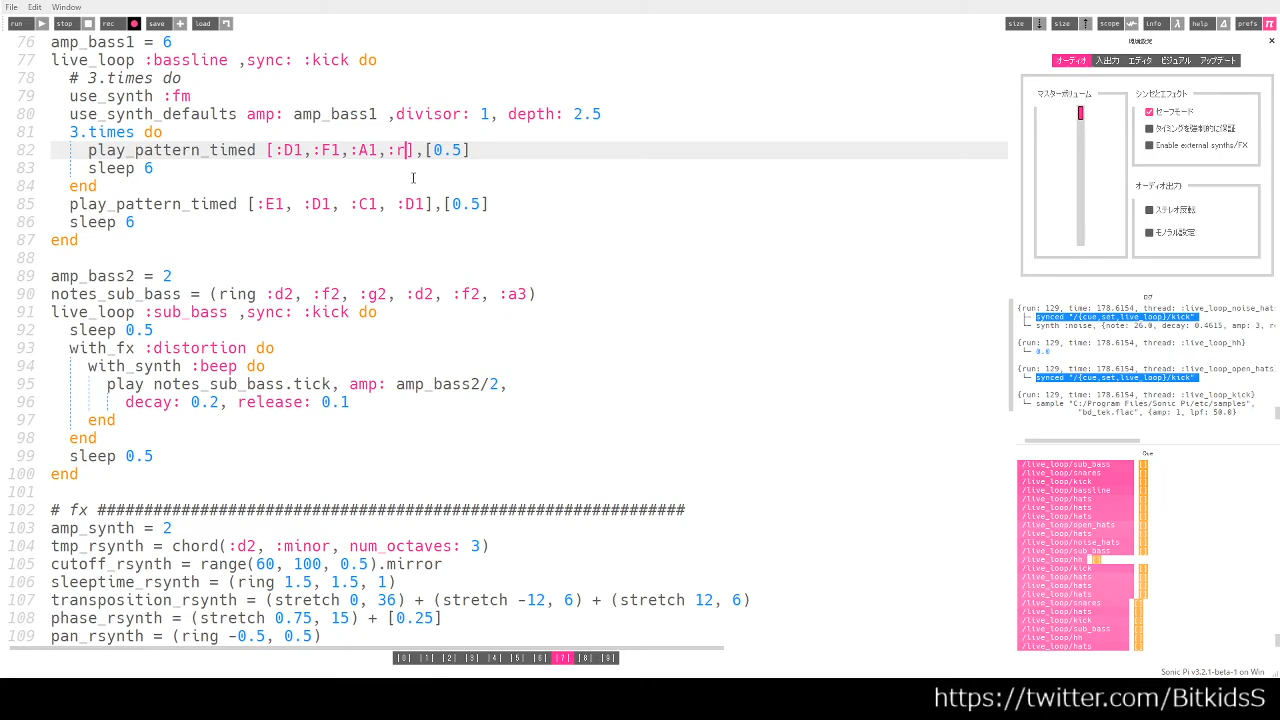 File Edit Window
run stop rec save load size size scope info help prefs
環境設定
オーディオ 入出力 エディタ ビジュアル アップデート
マスターボリューム
シンセとエフェクト
セーフモード
タイミングを強制的に保証
Enable external synths/FX
オーディオ出力
ステレオ反転
モノラル設定
76 amp_bass1 = 6
77 live_loop :bassline ,sync: :kick do
78 # 3.times do
79 use_synth :fm
80 use_synth_defaults amp: amp_bass1 ,divisor: 1, depth: 2.5
81 3.times do
82 play_pattern_timed [:D1,:F1,:A1,:r],[0.5]
83 sleep 6
84 end
85 play_pattern_timed [:E1, :D1, :C1, :D1],[0.5]
86 sleep 6
87 end
88
89 amp_bass2 = 2
90 notes_sub_bass = (ring :d2, :f2, :g2, :d2, :f2, :a3)
91 live_loop :sub_bass ,sync: :kick do
92 sleep 0.5
93 with_fx :distortion do
94 with_synth :beep do
95 play notes_sub_bass.tick, amp: amp_bass2/2,
96 decay: 0.2, release: 0.1
97 end
98 end
99 sleep 0.5
100 end
101
102 # fx ###############################################################
103 amp_synth = 2
104 tmp_rsynth = chord(:d2, :minor, num_octaves: 3)
105 cutoff_rsynth = range(60, 100, 0.5).mirror
106 sleeptime_rsynth = (ring 1.5, 1.5, 1)
107 transposition_rsynth = (stretch 0, 36) + (stretch -12, 6) + (stretch 12, 6)
108 phase_rsynth = (stretch 0.75, 15) + [0.25]
109 pan_rsynth = (ring -0.5, 0.5)
ログ
{run: 129, time: 178.6154, thread: :live_loop_noise_hats
synced "/{cue,set,live_loop}/kick"
synth :noise, {note: 26.0, decay: 0.4615, amp: 3, r
{run: 129, time: 178.6154, thread: :live_loop_hh}
0.0
{run: 129, time: 178.6154, thread: :live_loop_open_hats
synced "/{cue,set,live_loop}/kick"
{run: 129, time: 178.6154, thread: :live_loop_kick}
sample "C:/Program Files/Sonic Pi/etc/samples",
"bd_tek.flac", {amp: 1, lpf: 50.0}
Cue
/live_loop/sub_bass []
/live_loop/snares []
/live_loop/kick []
/live_loop/bassline []
/live_loop/hats []
/live_loop/hats []
/live_loop/hats []
/live_loop/open_hats []
/live_loop/hats []
/live_loop/noise_hats []
/live_loop/sub_bass []
/live_loop/hh []
/live_loop/kick []
/live_loop/hats []
/live_loop/hats []
/live_loop/hats []
/live_loop/snares []
/live_loop/hats []
/live_loop/kick []
/live_loop/sub_bass []
/live_loop/hh []
/live_loop/hats []
|0| |1| |2| |3| |4| |5| |6| |7| |8| |9|
Sonic Pi v3.2.1-beta-1 on Win
https://twitter.com/BitkidsS